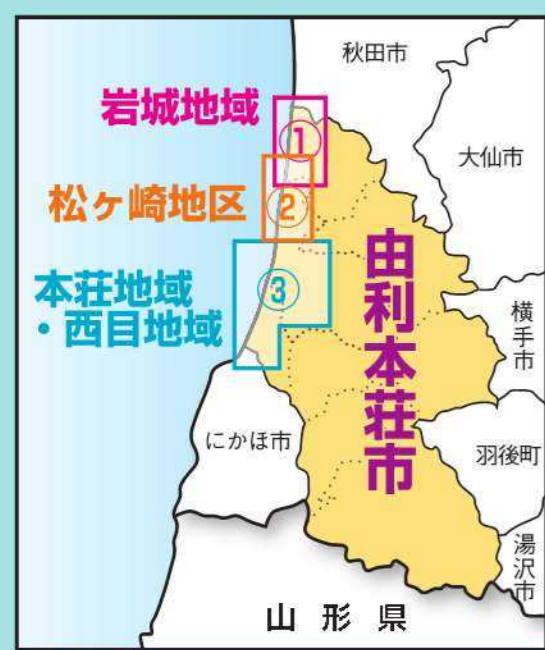 秋田市
岩城地域
①
大仙市
松ヶ崎地区
②
由利本荘市
本荘地域
・西目地域
③
横手市
にかほ市
羽後町
湯沢市
山形県